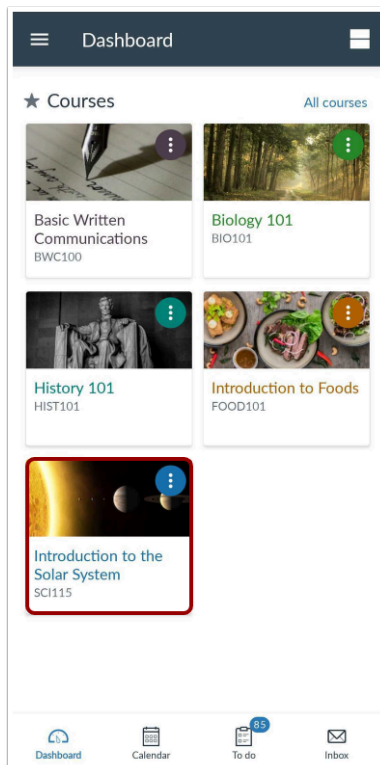 Dashboard
Courses
All courses
Basic Written
Communications
BWC100
Biology 101
BIO101
History 101
HIST101
Introduction to Foods
FOOD101
Introduction to the
Solar System
SCI115
85
Dashboard
Calendar
To do
Inbox